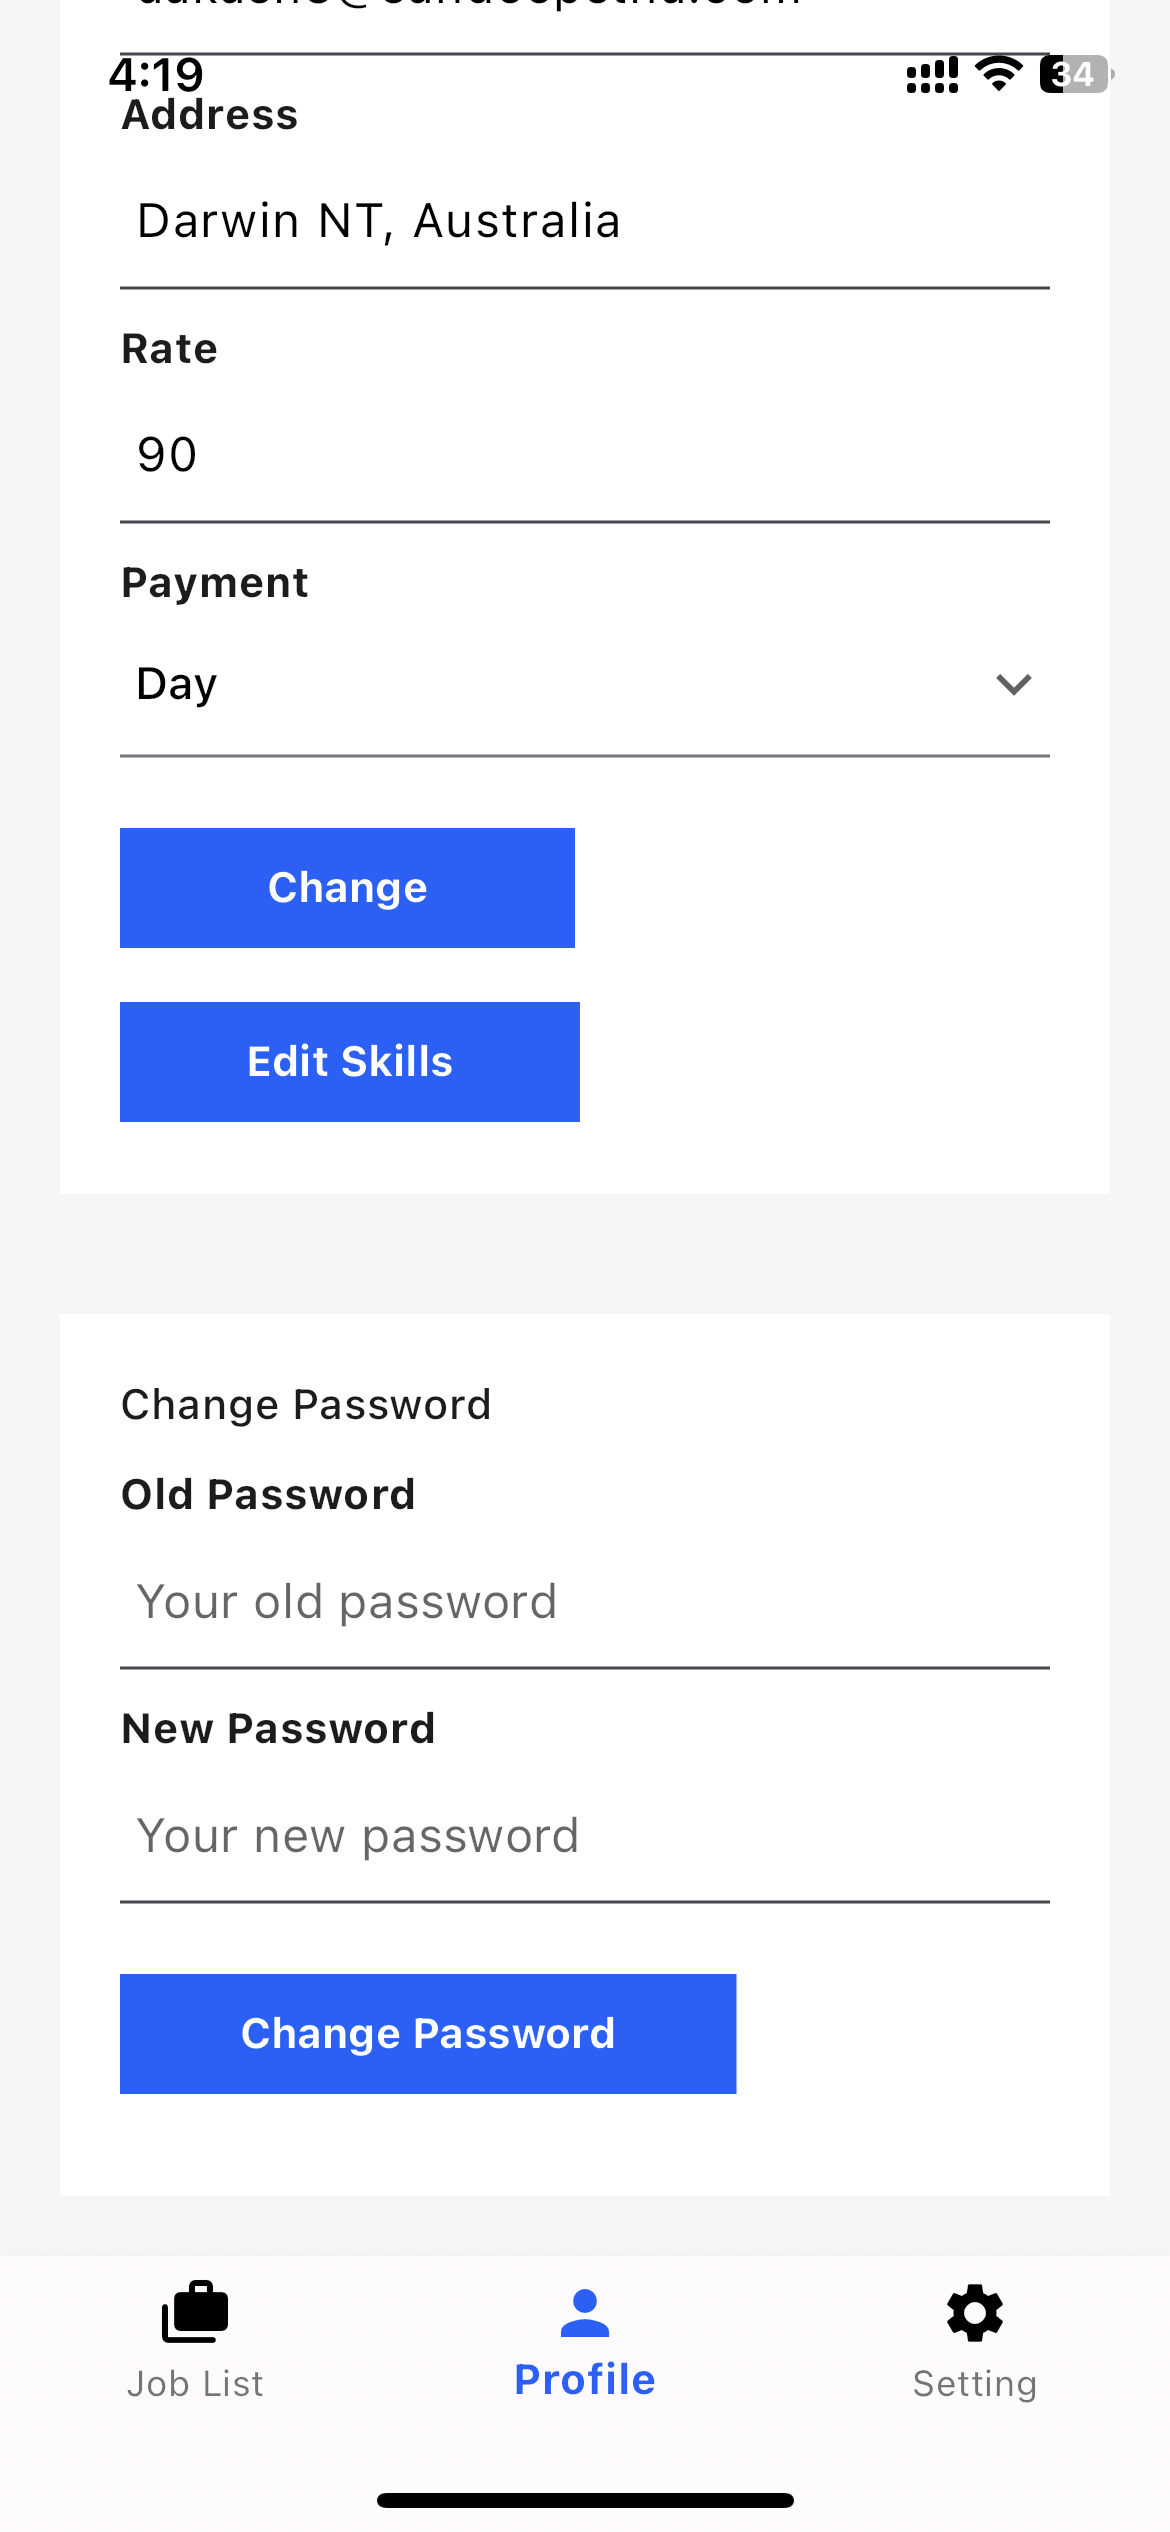 4:19
34
Address
Darwin NT, Australia
Rate
90
Payment
Day
Change
Edit Skills
Change Password
Old Password
Your old password
New Password
Your new password
Change Password
Job List
Profile
Setting